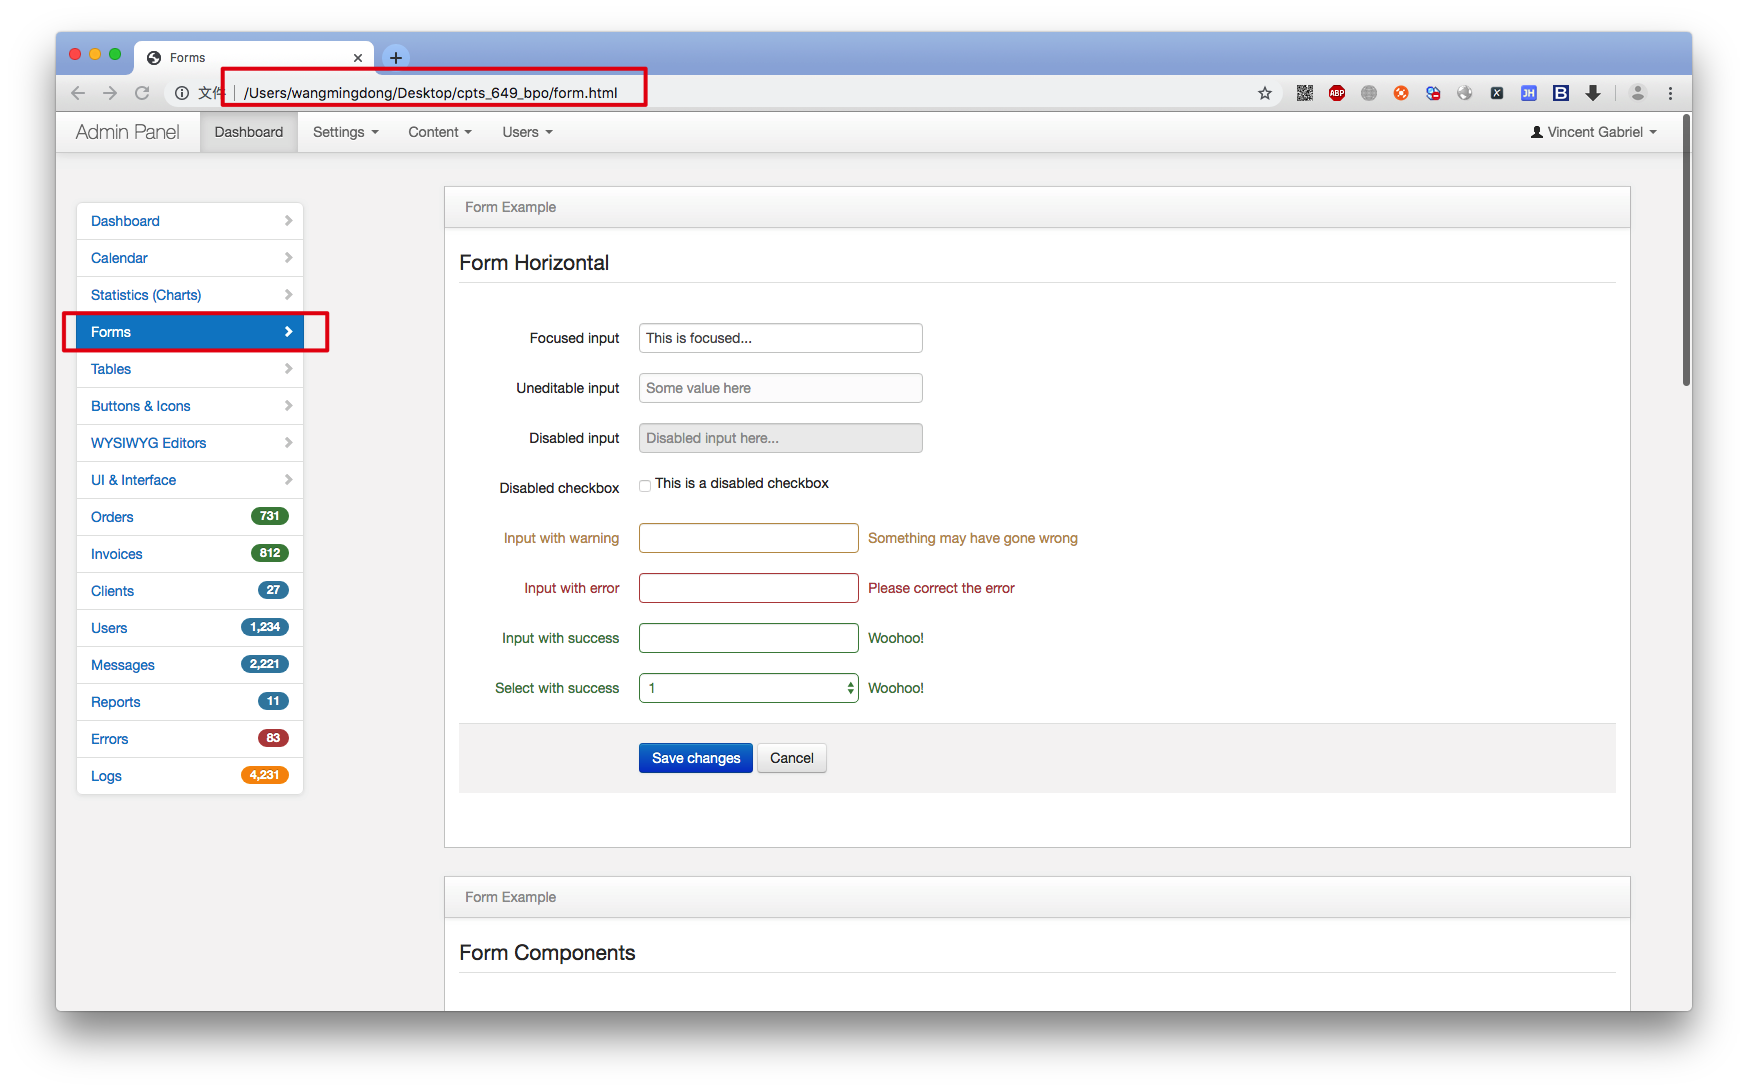 Forms
文件 /Users/wangmingdong/Desktop/cpts_649_bpo/form.html
ABP X JH B
Admin Panel Dashboard Settings Content Users Vincent Gabriel
Dashboard
Calendar
Statistics (Charts)
Forms
Tables
Buttons & Icons
WYSIWYG Editors
UI & Interface
Orders 731
Invoices 812
Clients 27
Users 1,234
Messages 2,221
Reports 11
Errors 83
Logs 4,231
Form Example
Form Horizontal
Focused input This is focused...
Uneditable input Some value here
Disabled input Disabled input here...
Disabled checkbox This is a disabled checkbox
Input with warning Something may have gone wrong
Input with error Please correct the error
Input with success Woohoo!
Select with success 1 Woohoo!
Save changes Cancel
Form Example
Form Components